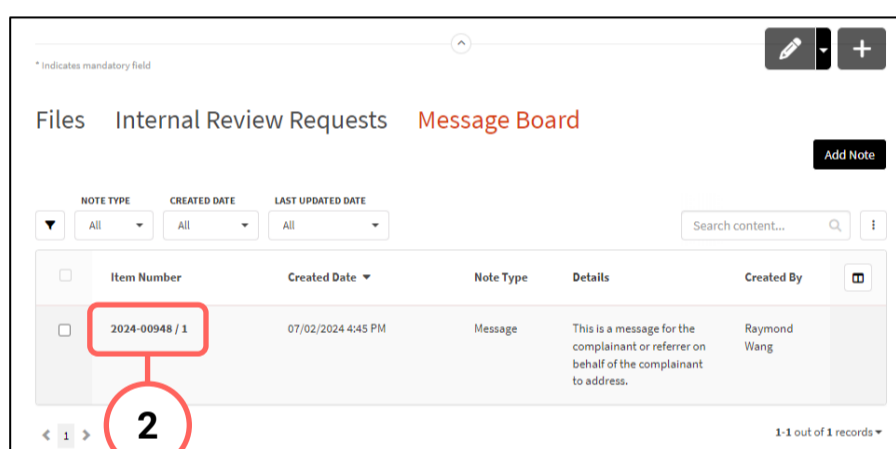 * Indicates mandatory field
Files Internal Review Requests Message Board
Add Note
NOTE TYPE CREATED DATE LAST UPDATED DATE
All All All Search content...
Item Number Created Date Note Type Details Created By
2024-00948 / 1 07/02/2024 4:45 PM Message This is a message for the Raymond
complainant or referrer on Wang
behalf of the complainant
to address.
2
1 1-1 out of 1 records